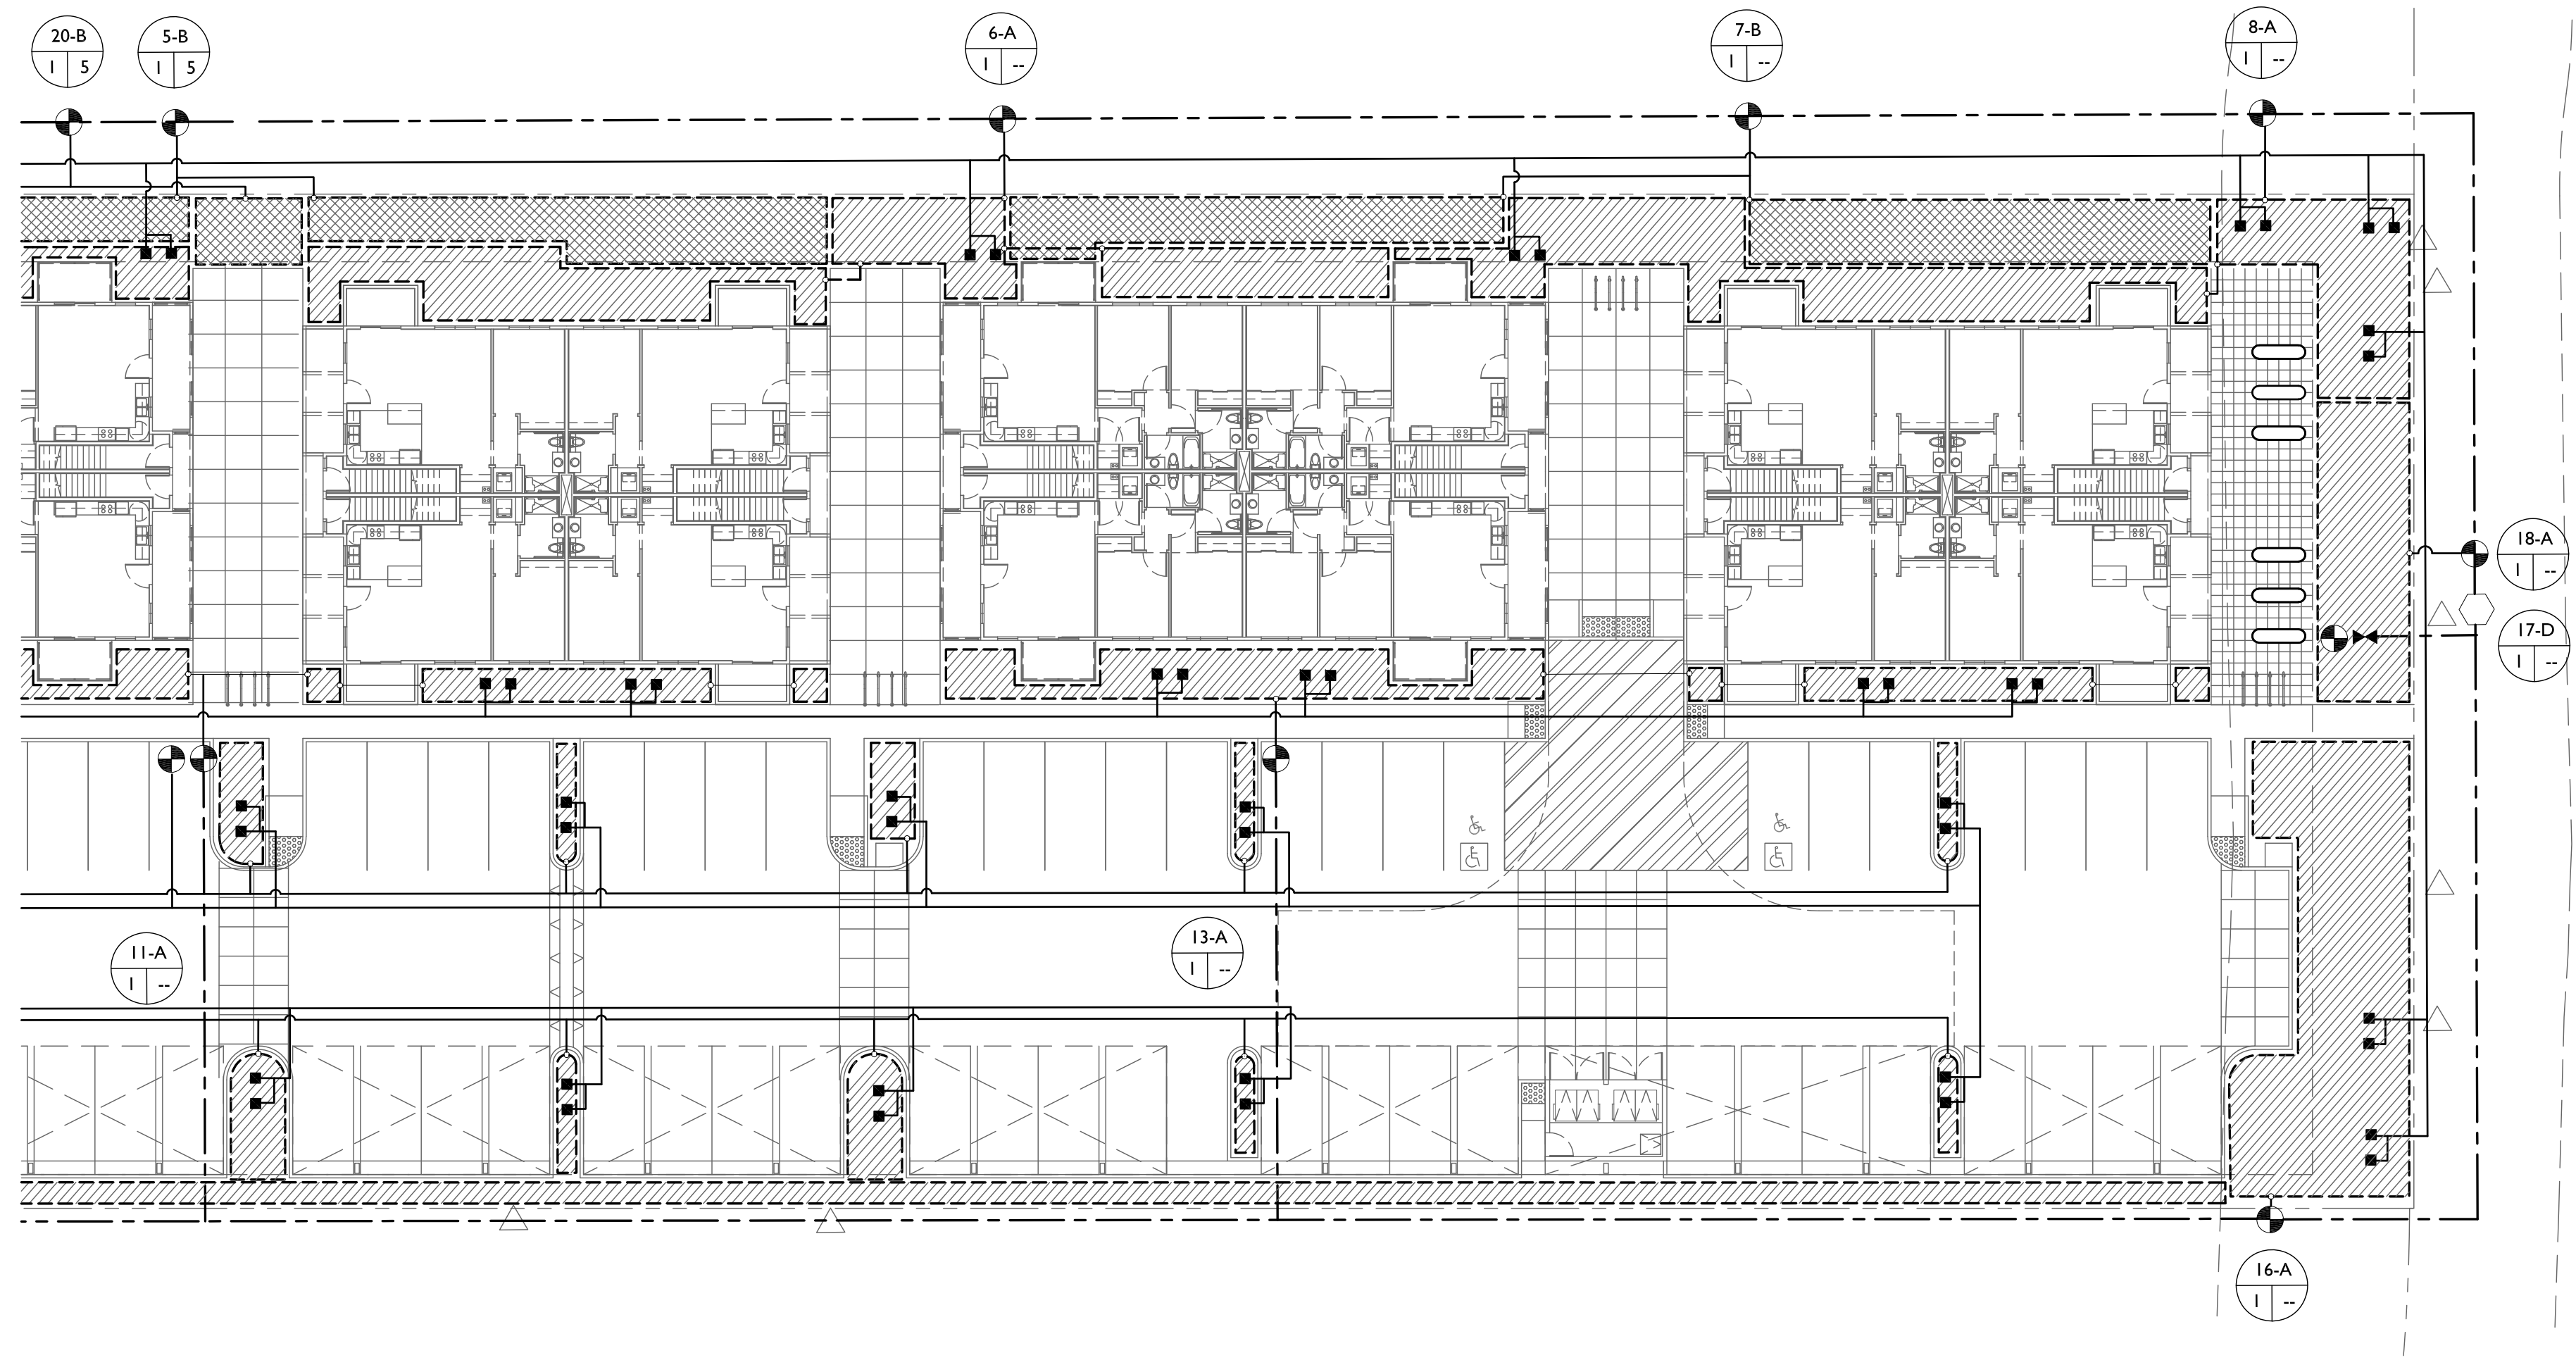 20-B
1 5
5-B
1 5
6-A
1 --
7-B
1 --
8-A
1 --
18-A
1 --
17-D
1 --
11-A
1 --
13-A
1 --
16-A
1 --